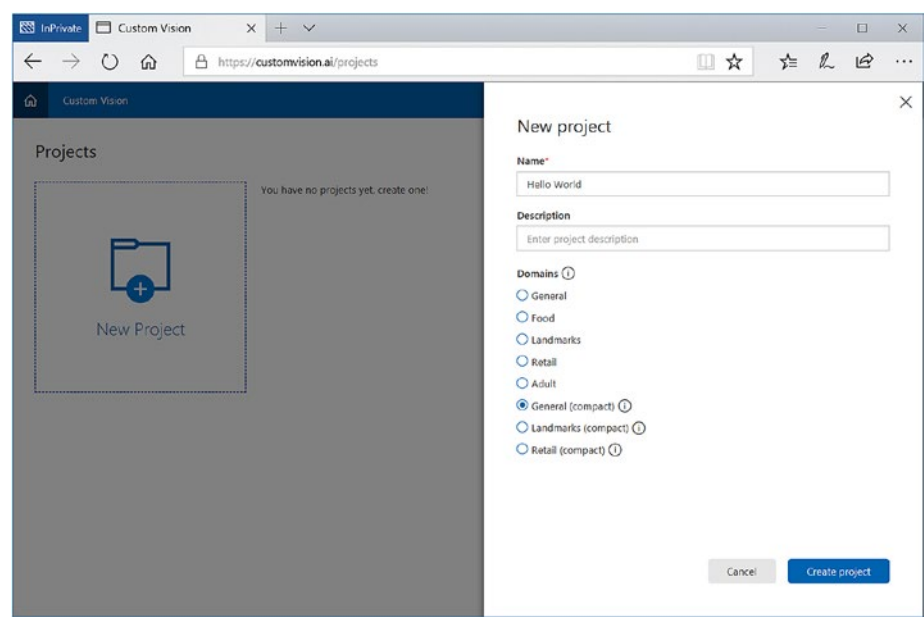 InPrivate
Custom Vision
https://customvision.ai/projects
Custom Vision
Projects
You have no projects yet, create one!
New Project
New project
Name*
Hello World
Description
Enter project description
Domains
General
Food
Landmarks
Retail
Adult
General (compact)
Landmarks (compact)
Retail (compact)
Cancel
Create project